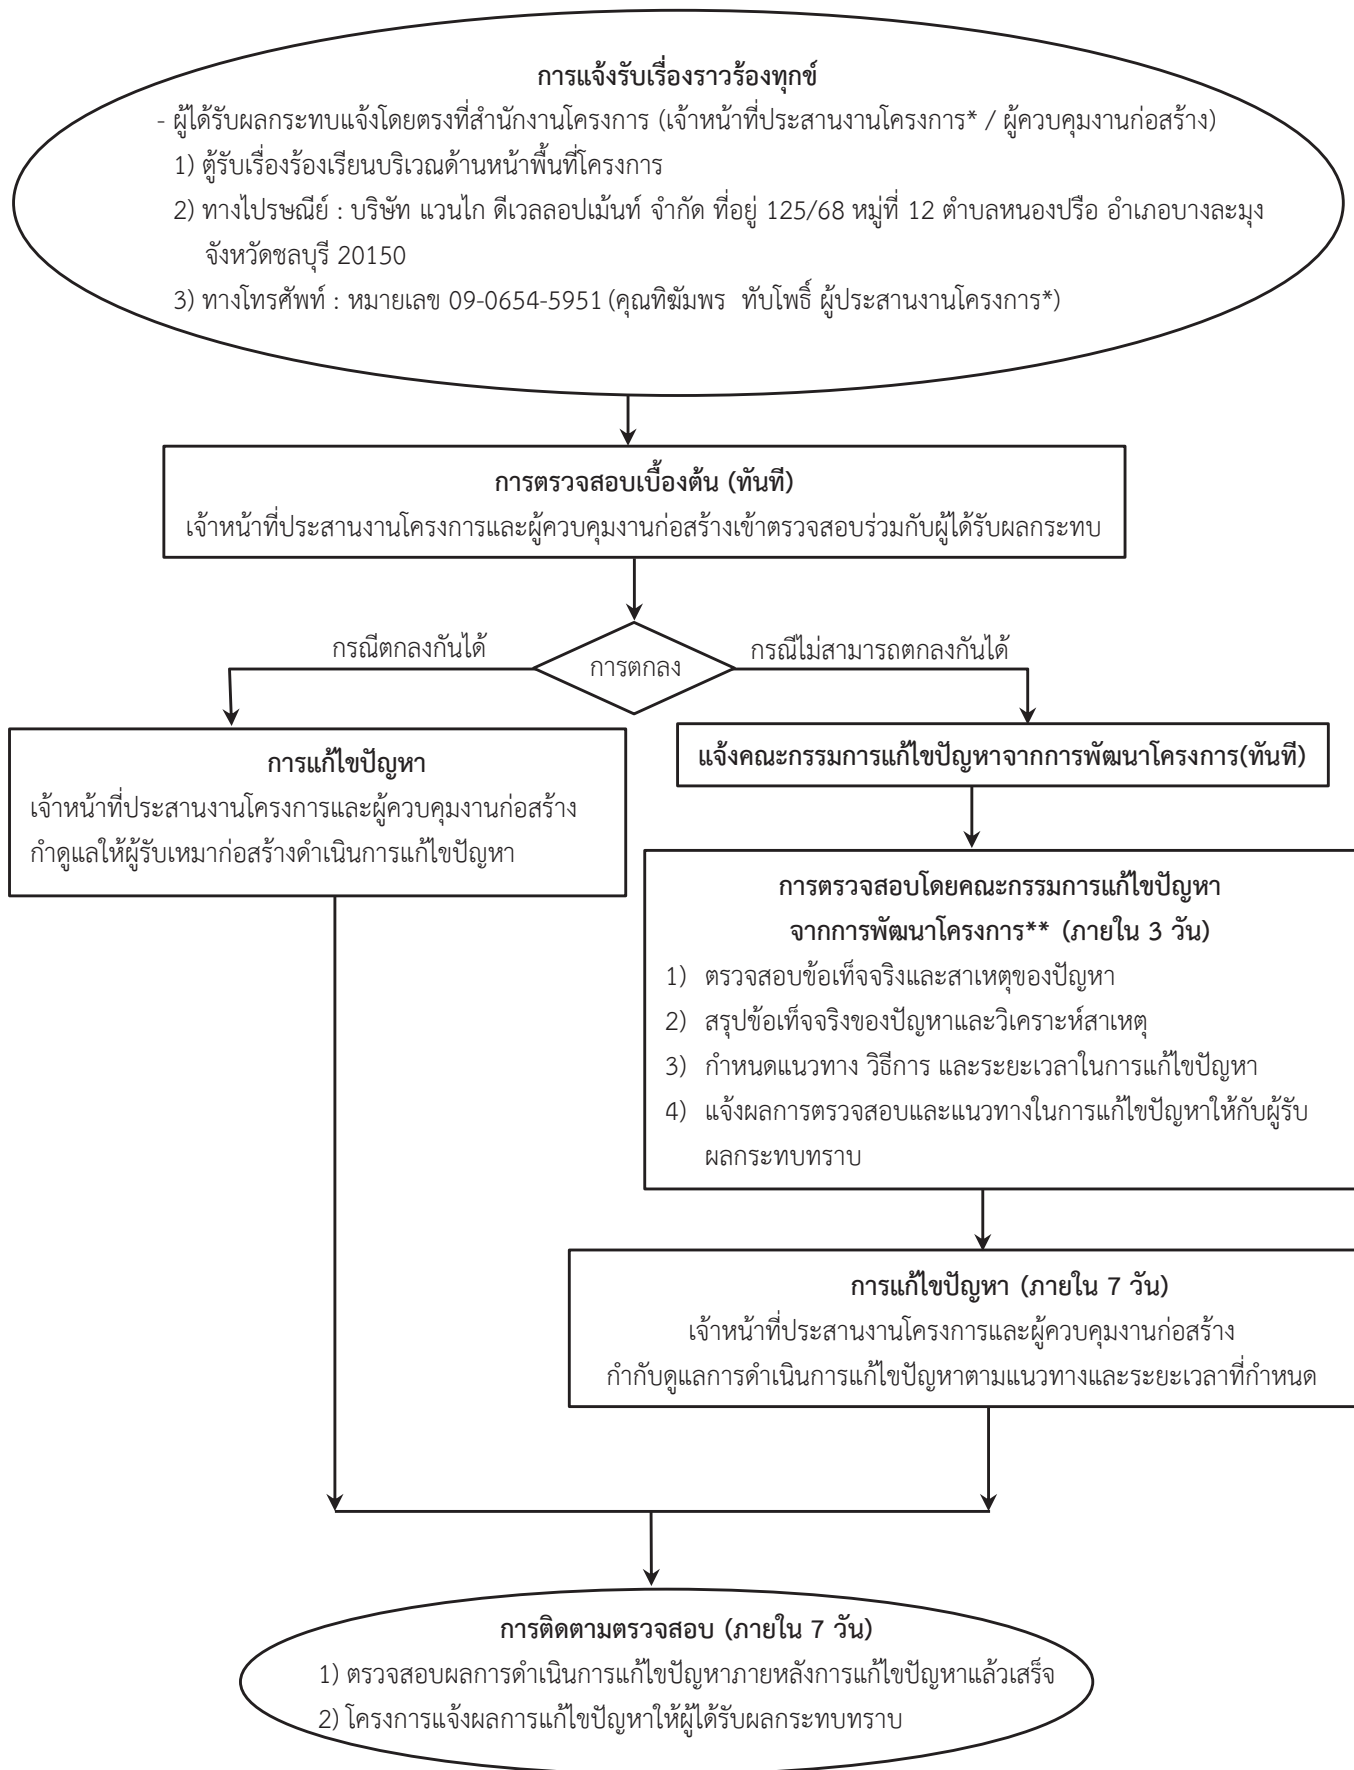 การแจ้งรับเรื่องราวร้องทุกข์
- ผู้ได้รับผลกระทบแจ้งโดยตรงที่สำนักงานโครงการ (เจ้าหน้าที่ประสานงานโครงการ* / ผู้ควบคุมงานก่อสร้าง)
1) ตู้รับเรื่องร้องเรียนบริเวณด้านหน้าพื้นที่โครงการ
2) ทางไปรษณีย์ : บริษัท แวนไก ดีเวลลอปเม้นท์ จำกัด ที่อยู่ 125/68 หมู่ที่ 12 ตำบลหนองปรือ อำเภอบางละมุง
จังหวัดชลบุรี 20150
3) ทางโทรศัพท์ : หมายเลข 09-0654-5951 (คุณทิฆัมพร ทับโพธิ์ ผู้ประสานงานโครงการ*)
การตรวจสอบเบื้องต้น (ทันที)
เจ้าหน้าที่ประสานงานโครงการและผู้ควบคุมงานก่อสร้างเข้าตรวจสอบร่วมกับผู้ได้รับผลกระทบ
กรณีตกลงกันได้
การตกลง
กรณีไม่สามารถตกลงกันได้
การแก้ไขปัญหา
เจ้าหน้าที่ประสานงานโครงการและผู้ควบคุมงานก่อสร้าง
กำดูแลให้ผู้รับเหมาก่อสร้างดำเนินการแก้ไขปัญหา
แจ้งคณะกรรมการแก้ไขปัญหาจากการพัฒนาโครงการ(ทันที)
การตรวจสอบโดยคณะกรรมการแก้ไขปัญหา
จากการพัฒนาโครงการ** (ภายใน 3 วัน)
1) ตรวจสอบข้อเท็จจริงและสาเหตุของปัญหา
2) สรุปข้อเท็จจริงของปัญหาและวิเคราะห์สาเหตุ
3) กำหนดแนวทาง วิธีการ และระยะเวลาในการแก้ไขปัญหา
4) แจ้งผลการตรวจสอบและแนวทางในการแก้ไขปัญหาให้กับผู้รับ
ผลกระทบทราบ
การแก้ไขปัญหา (ภายใน 7 วัน)
เจ้าหน้าที่ประสานงานโครงการและผู้ควบคุมงานก่อสร้าง
กำกับดูแลการดำเนินการแก้ไขปัญหาตามแนวทางและระยะเวลาที่กำหนด
การติดตามตรวจสอบ (ภายใน 7 วัน)
1) ตรวจสอบผลการดำเนินการแก้ไขปัญหาภายหลังการแก้ไขปัญหาแล้วเสร็จ
2) โครงการแจ้งผลการแก้ไขปัญหาให้ผู้ได้รับผลกระทบทราบ